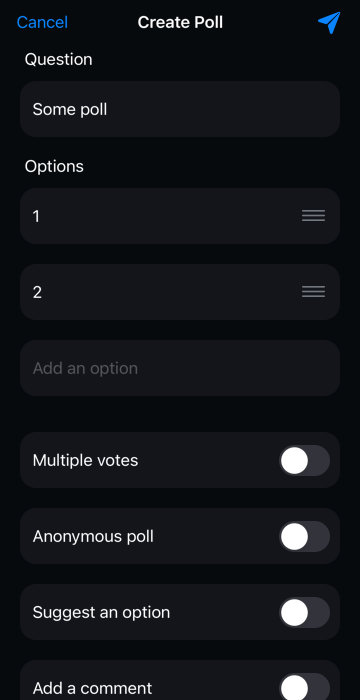 Cancel
Create Poll
Question
Some poll
Options
1
2
Add an option
Multiple votes
Anonymous poll
Suggest an option
Add a comment